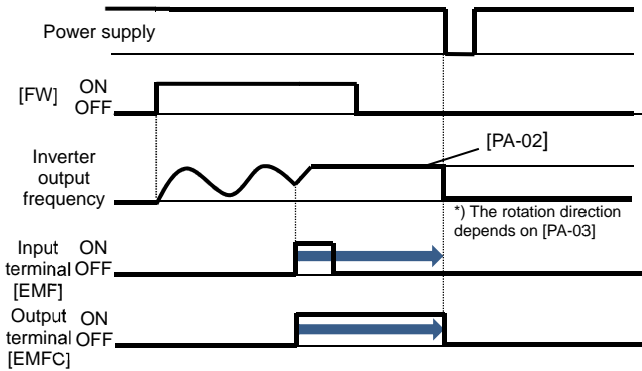 Power supply
[FW] ON
OFF
[PA-02]
Inverter
output
frequency
*) The rotation direction
depends on [PA-03]
Input ON
terminal OFF
[EMF]
Output ON
terminal OFF
[EMFC]